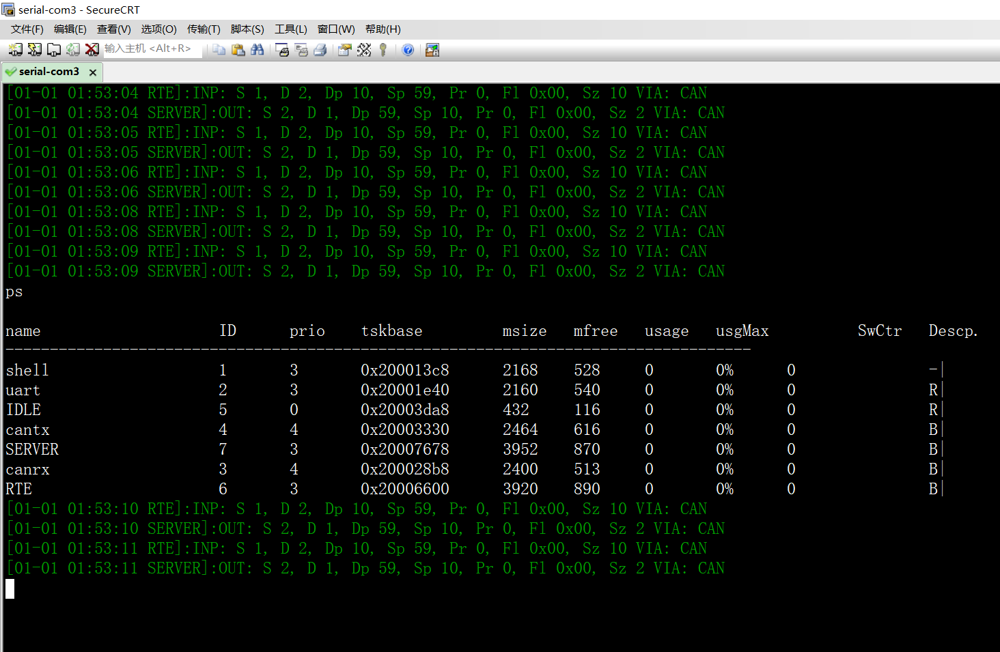 serial-com3 - SecureCRT
文件(F) 编辑(E) 查看(V) 选项(O) 传输(T) 脚本(S) 工具(L) 窗口(W) 帮助(H)
输入主机 <Alt+R>
serial-com3
[01-01 01:53:04 RTE]:INP: S 1, D 2, Dp 10, Sp 59, Pr 0, Fl 0x00, Sz 10 VIA: CAN
[01-01 01:53:04 SERVER]:OUT: S 2, D 1, Dp 59, Sp 10, Pr 0, Fl 0x00, Sz 2 VIA: CAN
[01-01 01:53:05 RTE]:INP: S 1, D 2, Dp 10, Sp 59, Pr 0, Fl 0x00, Sz 10 VIA: CAN
[01-01 01:53:05 SERVER]:OUT: S 2, D 1, Dp 59, Sp 10, Pr 0, Fl 0x00, Sz 2 VIA: CAN
[01-01 01:53:06 RTE]:INP: S 1, D 2, Dp 10, Sp 59, Pr 0, Fl 0x00, Sz 10 VIA: CAN
[01-01 01:53:06 SERVER]:OUT: S 2, D 1, Dp 59, Sp 10, Pr 0, Fl 0x00, Sz 2 VIA: CAN
[01-01 01:53:08 RTE]:INP: S 1, D 2, Dp 10, Sp 59, Pr 0, Fl 0x00, Sz 10 VIA: CAN
[01-01 01:53:08 SERVER]:OUT: S 2, D 1, Dp 59, Sp 10, Pr 0, Fl 0x00, Sz 2 VIA: CAN
[01-01 01:53:09 RTE]:INP: S 1, D 2, Dp 10, Sp 59, Pr 0, Fl 0x00, Sz 10 VIA: CAN
[01-01 01:53:09 SERVER]:OUT: S 2, D 1, Dp 59, Sp 10, Pr 0, Fl 0x00, Sz 2 VIA: CAN
ps
name ID prio tskbase msize mfree usage usgMax SwCtr Descp.
------------------------------------------------------------------------------------
shell 1 3 0x200013c8 2168 528 0 0% 0 -|
uart 2 3 0x20001e40 2160 540 0 0% 0 R|
IDLE 5 0 0x20003da8 432 116 0 0% 0 R|
cantx 4 4 0x20003330 2464 616 0 0% 0 B|
SERVER 7 3 0x20007678 3952 870 0 0% 0 B|
canrx 3 4 0x200028b8 2400 513 0 0% 0 B|
RTE 6 3 0x20006600 3920 890 0 0% 0 B|
[01-01 01:53:10 RTE]:INP: S 1, D 2, Dp 10, Sp 59, Pr 0, Fl 0x00, Sz 10 VIA: CAN
[01-01 01:53:10 SERVER]:OUT: S 2, D 1, Dp 59, Sp 10, Pr 0, Fl 0x00, Sz 2 VIA: CAN
[01-01 01:53:11 RTE]:INP: S 1, D 2, Dp 10, Sp 59, Pr 0, Fl 0x00, Sz 10 VIA: CAN
[01-01 01:53:11 SERVER]:OUT: S 2, D 1, Dp 59, Sp 10, Pr 0, Fl 0x00, Sz 2 VIA: CAN